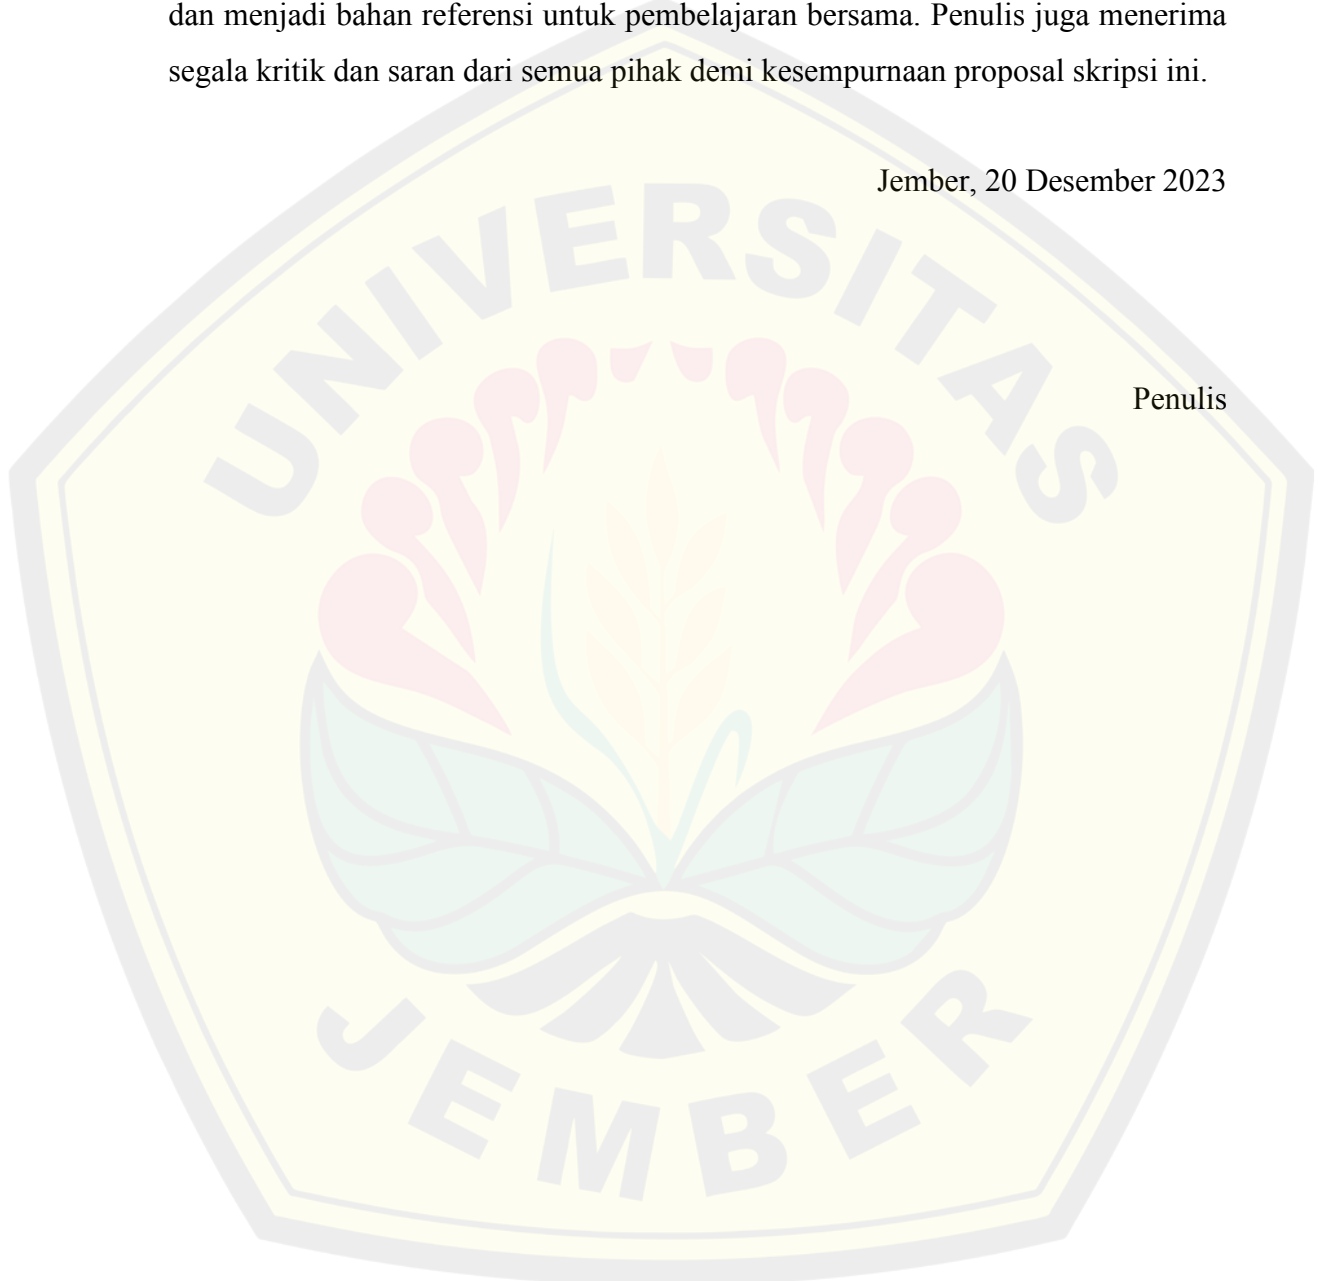 dan menjadi bahan referensi untuk pembelajaran bersama. Penulis juga menerima
segala kritik dan saran dari semua pihak demi kesempurnaan proposal skripsi ini.
Jember, 20 Desember 2023
UNIVERSITAS
Penulis
JEMBER